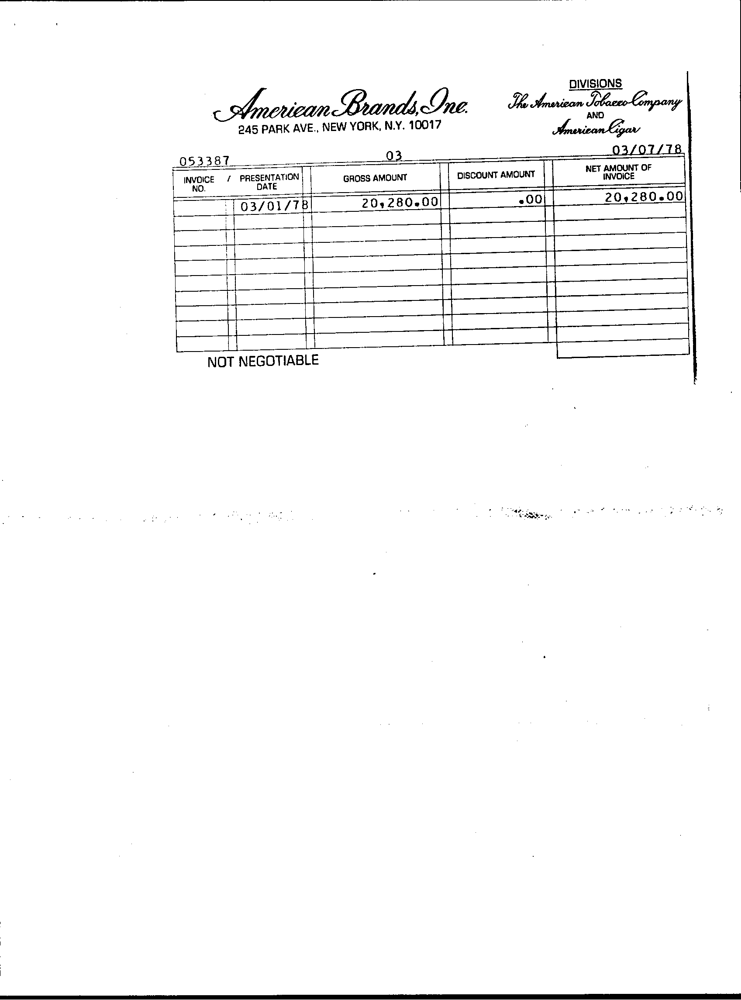 DIVISIONS
American Brands, Inc.
The American Tobacco Company
AND
245 PARK AVE., NEW YORK, N.Y. 10017
American Cigar
053387 03 03/07/78
INVOICE NO. / PRESENTATION DATE GROSS AMOUNT DISCOUNT AMOUNT NET AMOUNT OF INVOICE
03/01/78 20,280.00 .00 20,280.00
NOT NEGOTIABLE